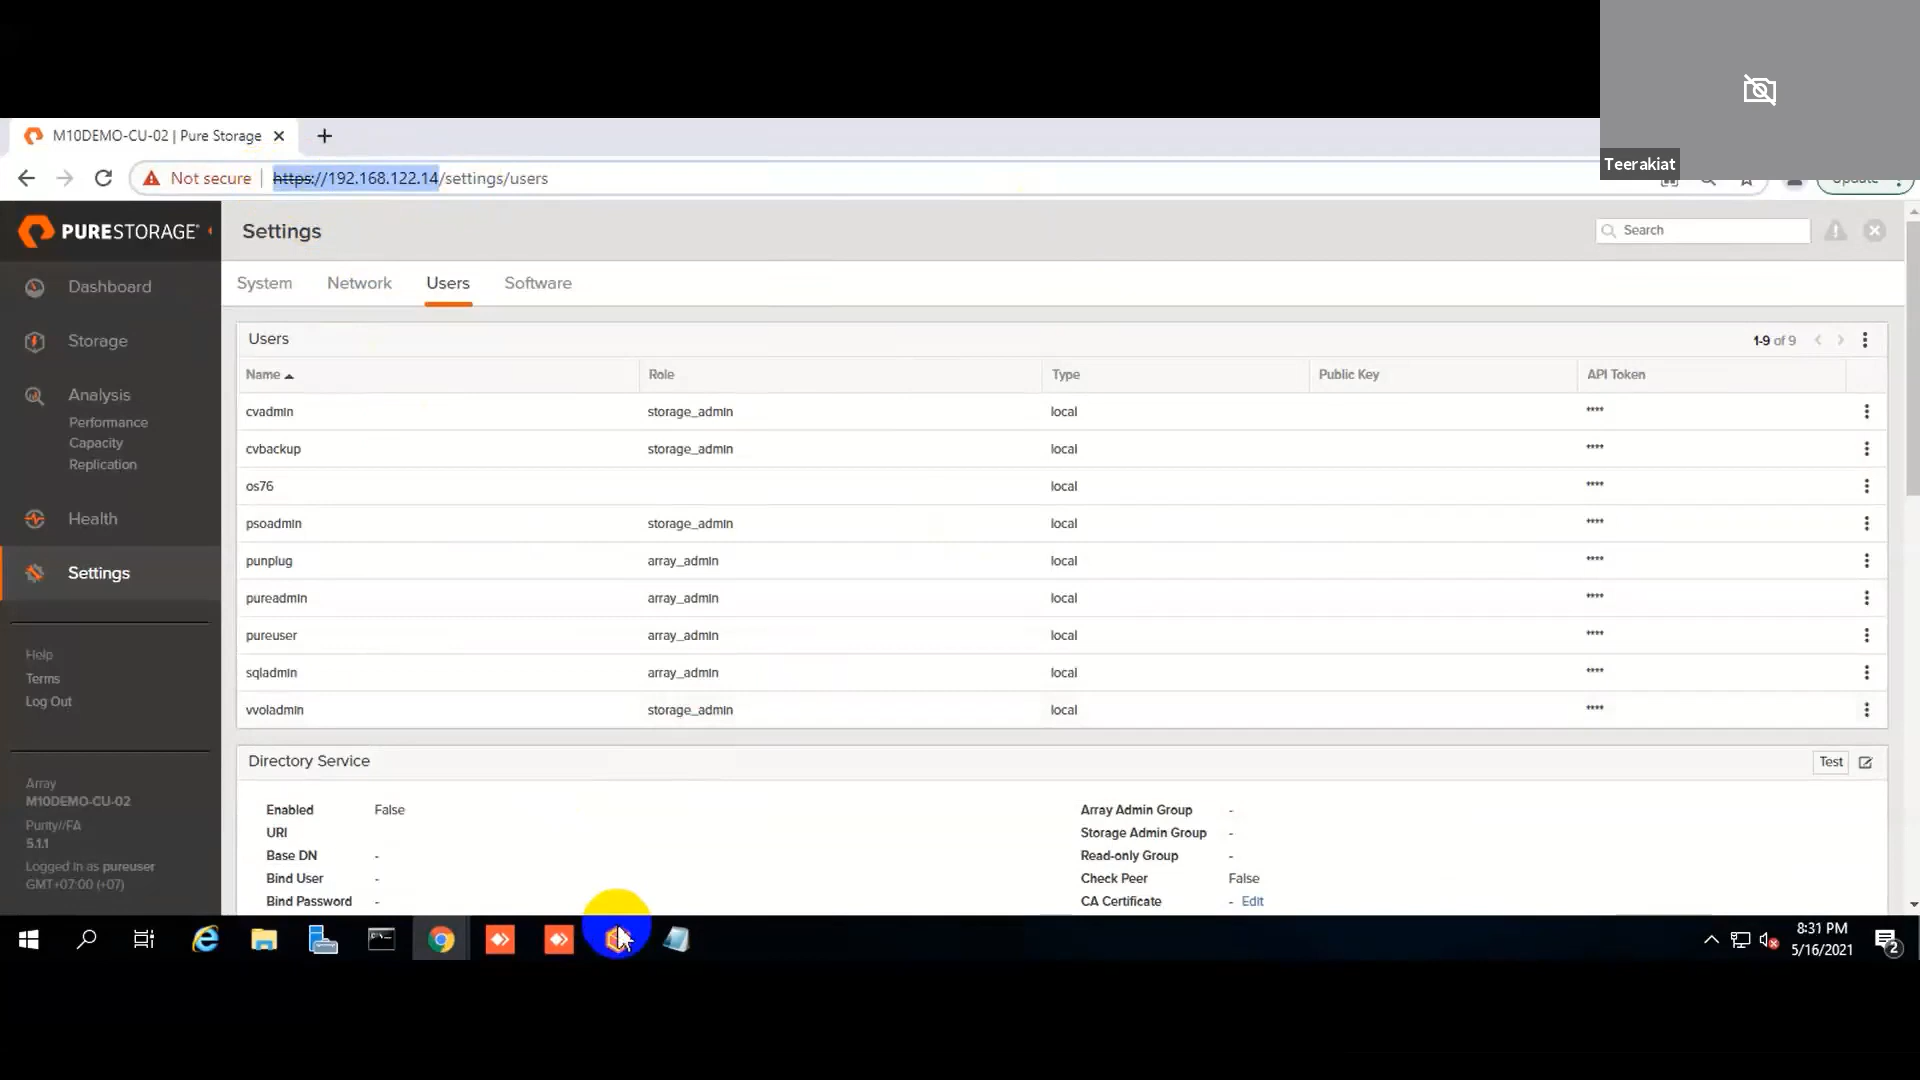 Teerakiat
M10DEMO-CU-02 | Pure Storage
Not secure
https://192.168.122.14/settings/users
PURESTORAGE®
Settings
Search
Dashboard
Storage
Analysis
Performance
Capacity
Replication
Health
Settings
Help
Terms
Log Out
Array
M10DEMO-CU-02
Purity//FA
5.1.1
Logged in as pureuser
GMT+07:00 (+07)
System Network Users Software
Users
1-9 of 9
Name Role Type Public Key API Token
cvadmin storage_admin local ****
cvbackup storage_admin local ****
os76 local ****
psoadmin storage_admin local ****
punplug array_admin local ****
pureadmin array_admin local ****
pureuser array_admin local ****
sqladmin array_admin local ****
vvoladmin storage_admin local ****
Directory Service
Test
Enabled False
URI
Base DN -
Bind User -
Bind Password -
Array Admin Group -
Storage Admin Group -
Read-only Group -
Check Peer False
CA Certificate - Edit
8:31 PM
5/16/2021
2